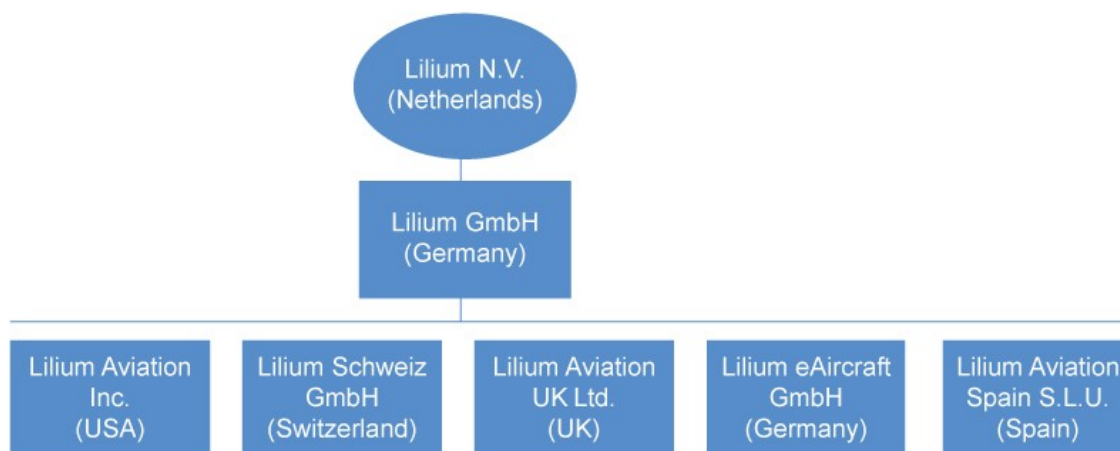 Lilium N.V.
(Netherlands)
Lilium GmbH
(Germany)
Lilium Aviation
Inc.
(USA)
Lilium Schweiz
GmbH
(Switzerland)
Lilium Aviation
UK Ltd.
(UK)
Lilium eAircraft
GmbH
(Germany)
Lilium Aviation
Spain S.L.U.
(Spain)